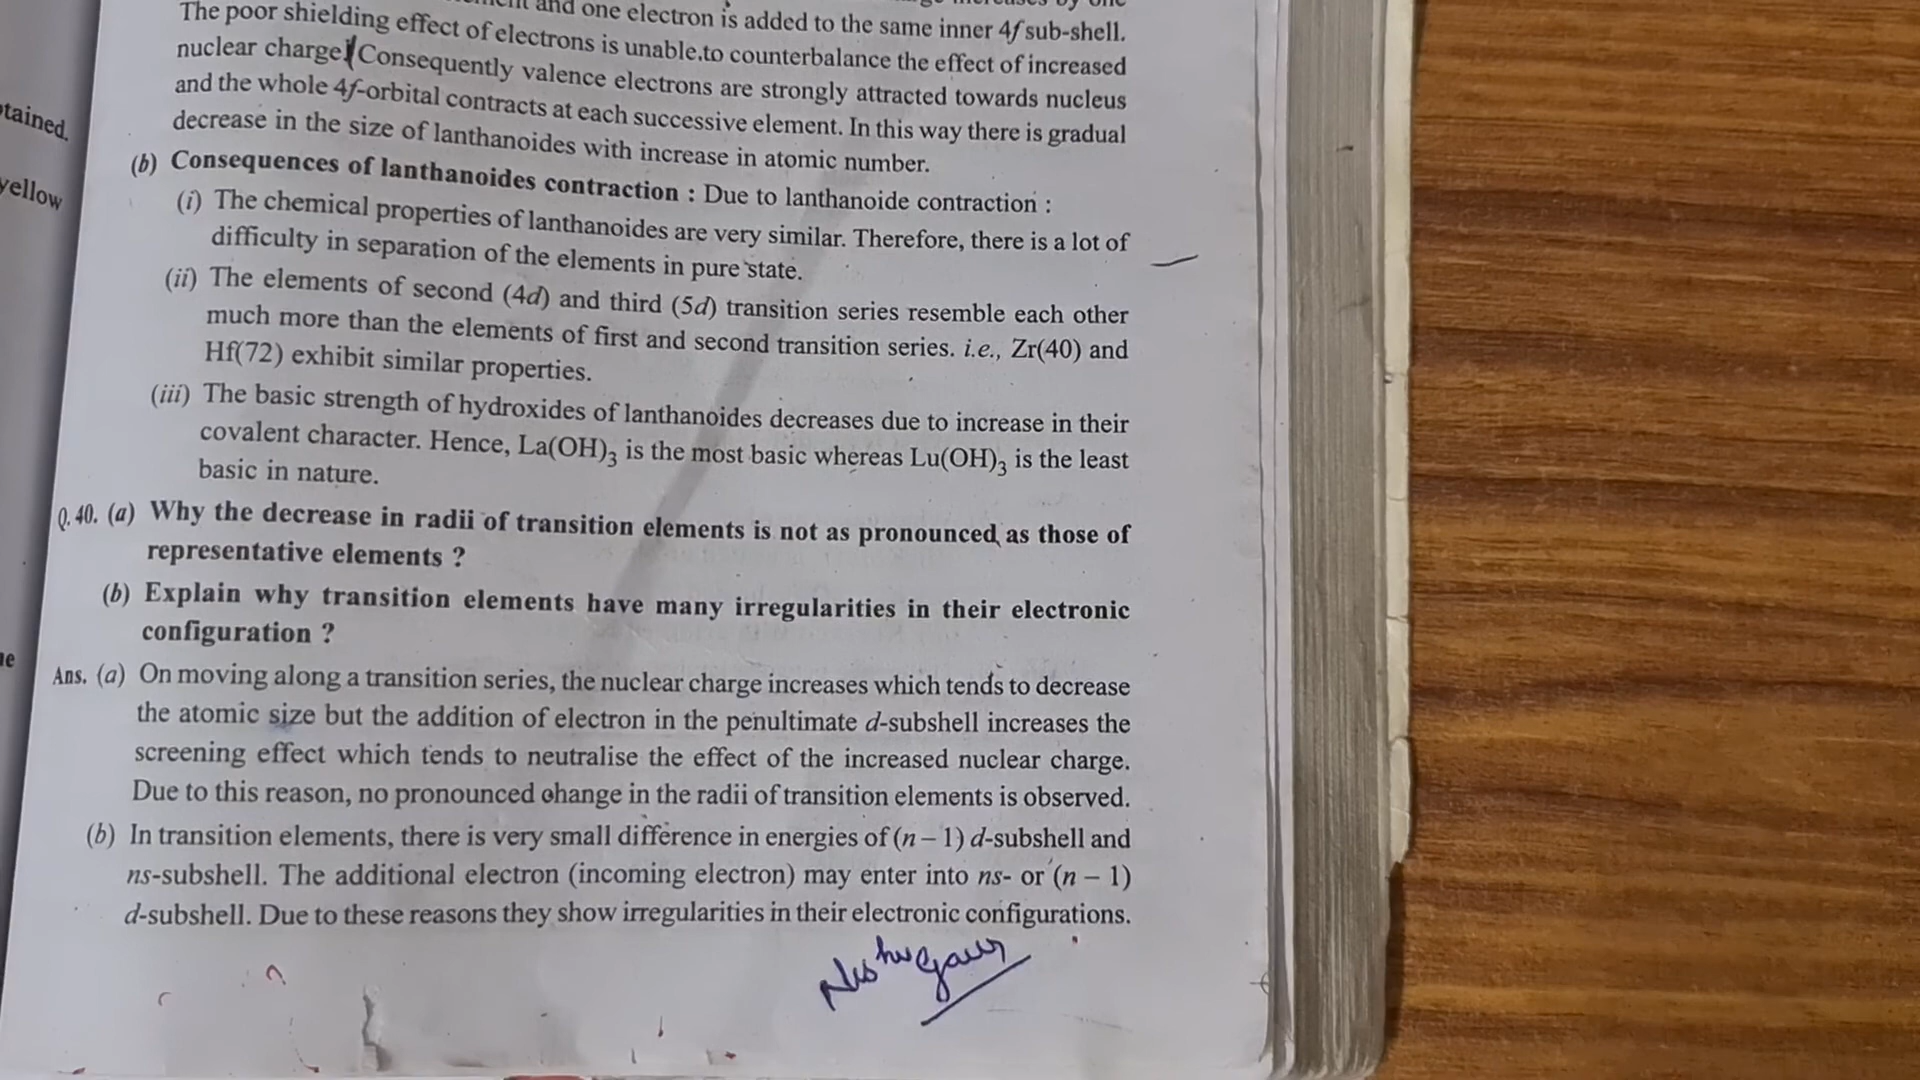 and one electron is added to the same inner 4f sub-shell.
The poor shielding effect of electrons is unable.to counterbalance the effect of increased
nuclear charge. Consequently valence electrons are strongly attracted towards nucleus
and the whole 4f-orbital contracts at each successive element. In this way there is gradual
decrease in the size of lanthanoides with increase in atomic number.
(b) Consequences of lanthanoides contraction : Due to lanthanoide contraction :
(i) The chemical properties of lanthanoides are very similar. Therefore, there is a lot of
difficulty in separation of the elements in pure state.
(ii) The elements of second (4d) and third (5d) transition series resemble each other
much more than the elements of first and second transition series. i.e., Zr(40) and
Hf(72) exhibit similar properties.
(iii) The basic strength of hydroxides of lanthanoides decreases due to increase in their
covalent character. Hence, La(OH)₃ is the most basic whereas Lu(OH)₃ is the least
basic in nature.
Q. 40. (a) Why the decrease in radii of transition elements is not as pronounced as those of
representative elements ?
(b) Explain why transition elements have many irregularities in their electronic
configuration ?
Ans. (a) On moving along a transition series, the nuclear charge increases which tends to decrease
the atomic size but the addition of electron in the penultimate d-subshell increases the
screening effect which tends to neutralise the effect of the increased nuclear charge.
Due to this reason, no pronounced change in the radii of transition elements is observed.
(b) In transition elements, there is very small difference in energies of (n – 1) d-subshell and
ns-subshell. The additional electron (incoming electron) may enter into ns- or (n – 1)
d-subshell. Due to these reasons they show irregularities in their electronic configurations.
tained.
yellow